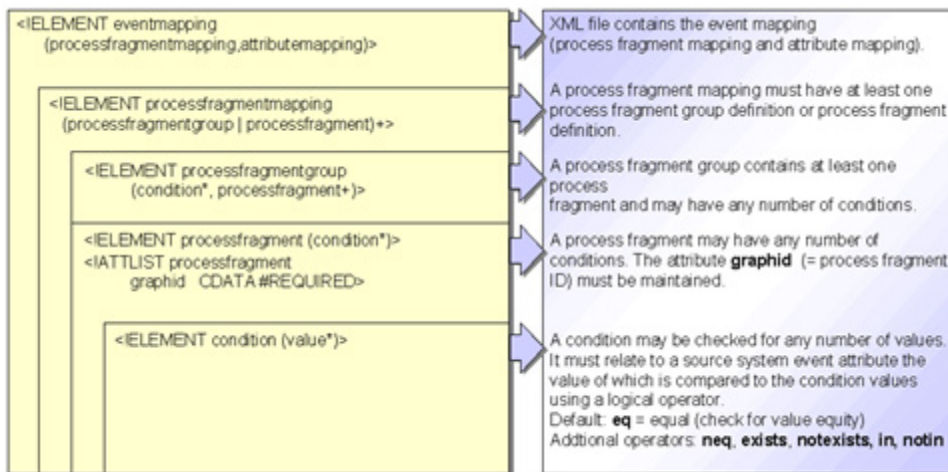 <!ELEMENT eventmapping
(processfragmentmapping,attributemapping)>
XML file contains the event mapping
(process fragment mapping and attribute mapping).
<!ELEMENT processfragmentmapping
(processfragmentgroup | processfragment)+>
A process fragment mapping must have at least one
process fragment group definition or process fragment
definition.
<!ELEMENT processfragmentgroup
(condition*, processfragment+)>
A process fragment group contains at least one
process
fragment and may have any number of conditions.
<!ELEMENT processfragment (condition*)>
<!ATTLIST processfragment
graphid CDATA #REQUIRED>
A process fragment may have any number of
conditions. The attribute graphid (= process fragment
ID) must be maintained.
<!ELEMENT condition (value*)>
A condition may be checked for any number of values.
It must relate to a source system event attribute the
value of which is compared to the condition values
using a logical operator.
Default: eq = equal (check for value equity)
Addtional operators: neq, exists, notexists, in, notin